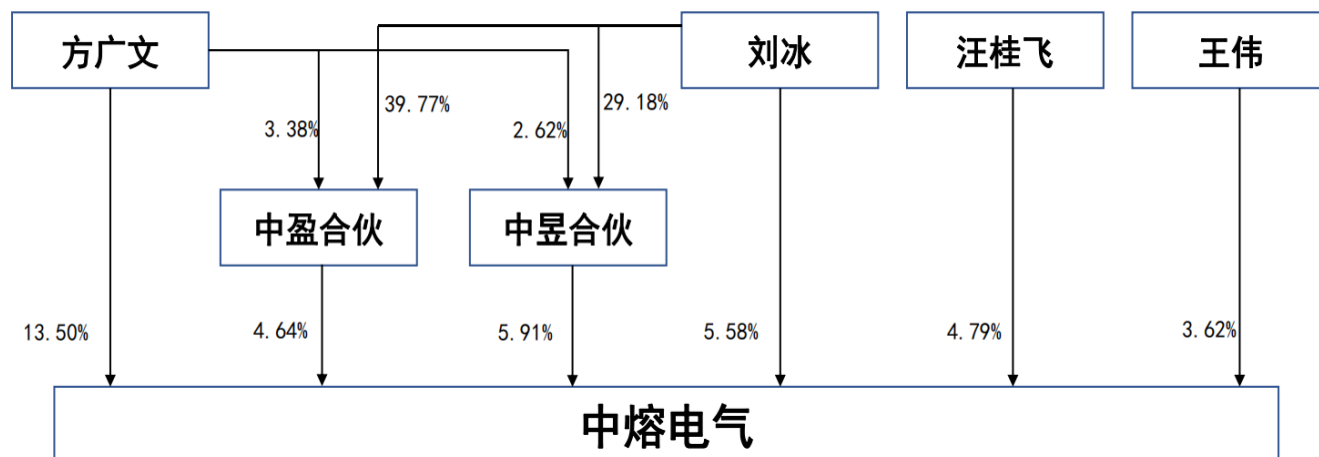 方广文
刘冰
汪桂飞
王伟
39.77%
29.18%
3.38%
2.62%
中盈合伙
中昱合伙
13.50%
4.64%
5.91%
5.58%
4.79%
3.62%
中熔电气